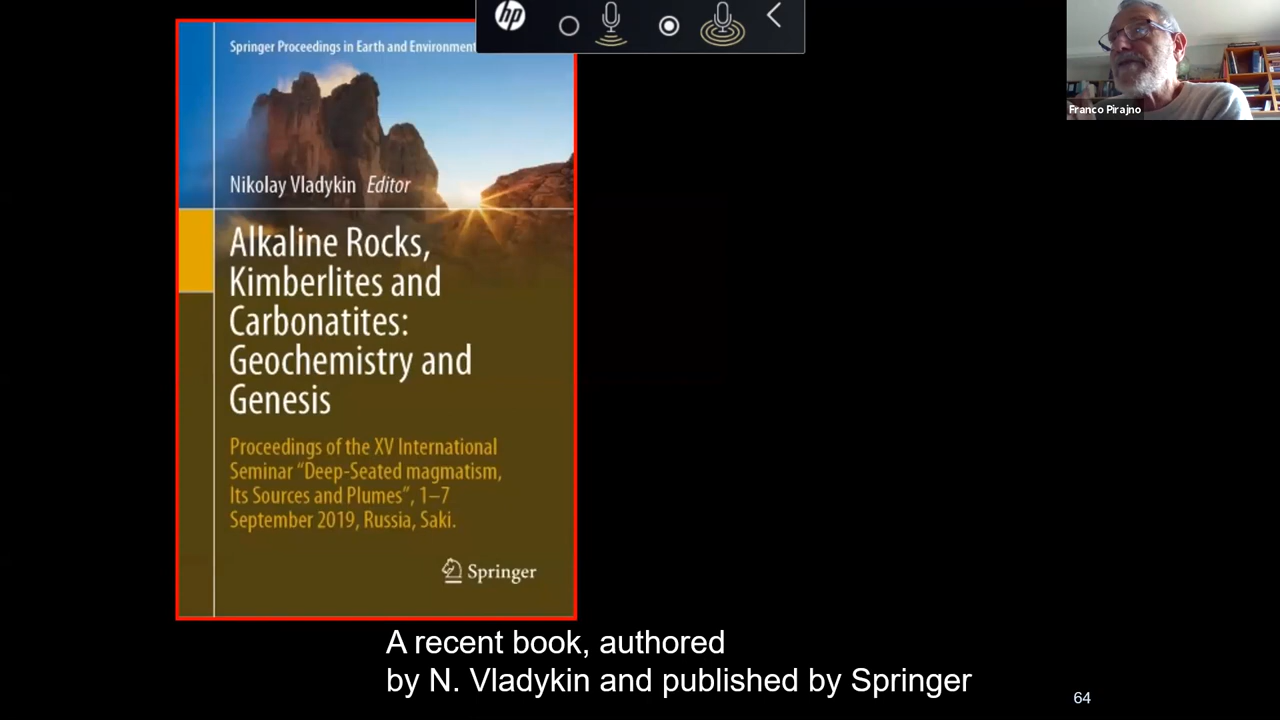 hp
Springer Proceedings in Earth and
Nikolay Vladykin Editor
Alkaline Rocks,
Kimberlites and
Carbonatites:
Geochemistry and
Genesis
Proceedings of the XV International
Seminar “Deep-Seated magmatism,
Its Sources and Plumes”, 1–7
September 2019, Russia, Saki.
Springer
A recent book, authored
by N. Vladykin and published by Springer
64
Franco Pirajno